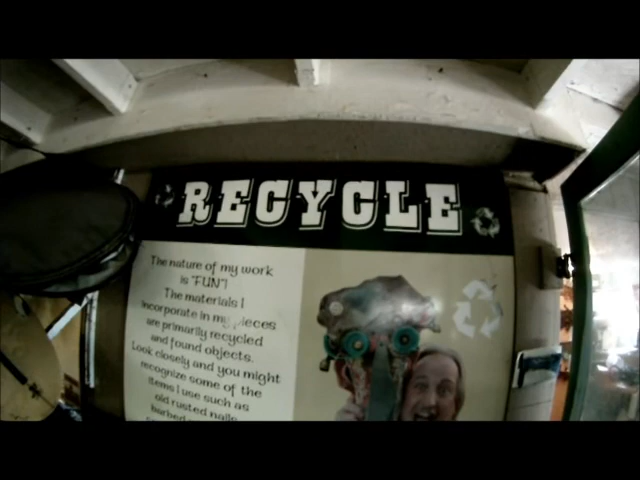 RECYCLE
The nature of my work
is "FUN"!
The materials I
incorporate in my pieces
are primarily recycled
and found objects.
Look closely and you might
recognize some of the
items I use such as
old rusted nails
barbed